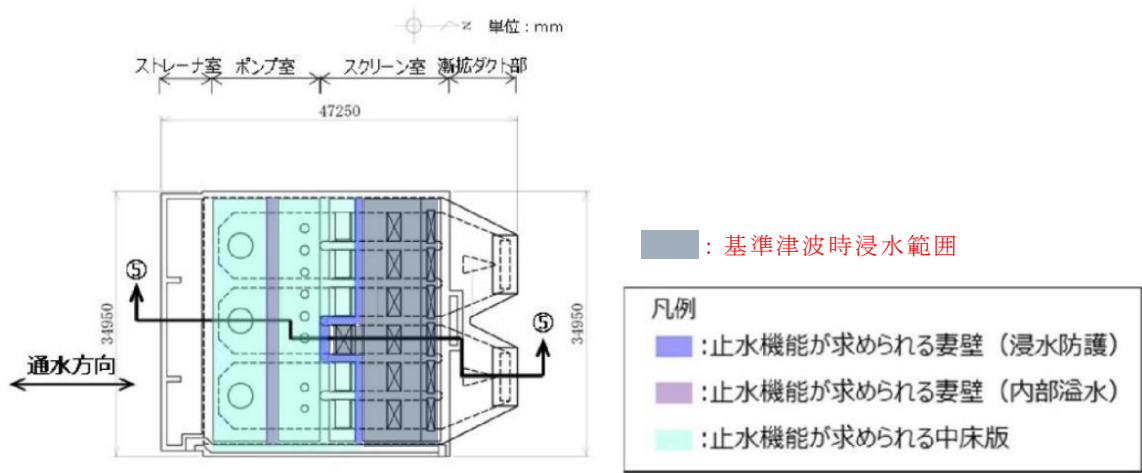 N 単位：mm
ストレーナ室 ポンプ室 スクリーン室 漸拡ダクト部
47250
34950
34950
⑤
⑤
通水方向
：基準津波時浸水範囲
凡例
：止水機能が求められる妻壁（浸水防護）
：止水機能が求められる妻壁（内部溢水）
：止水機能が求められる中床版